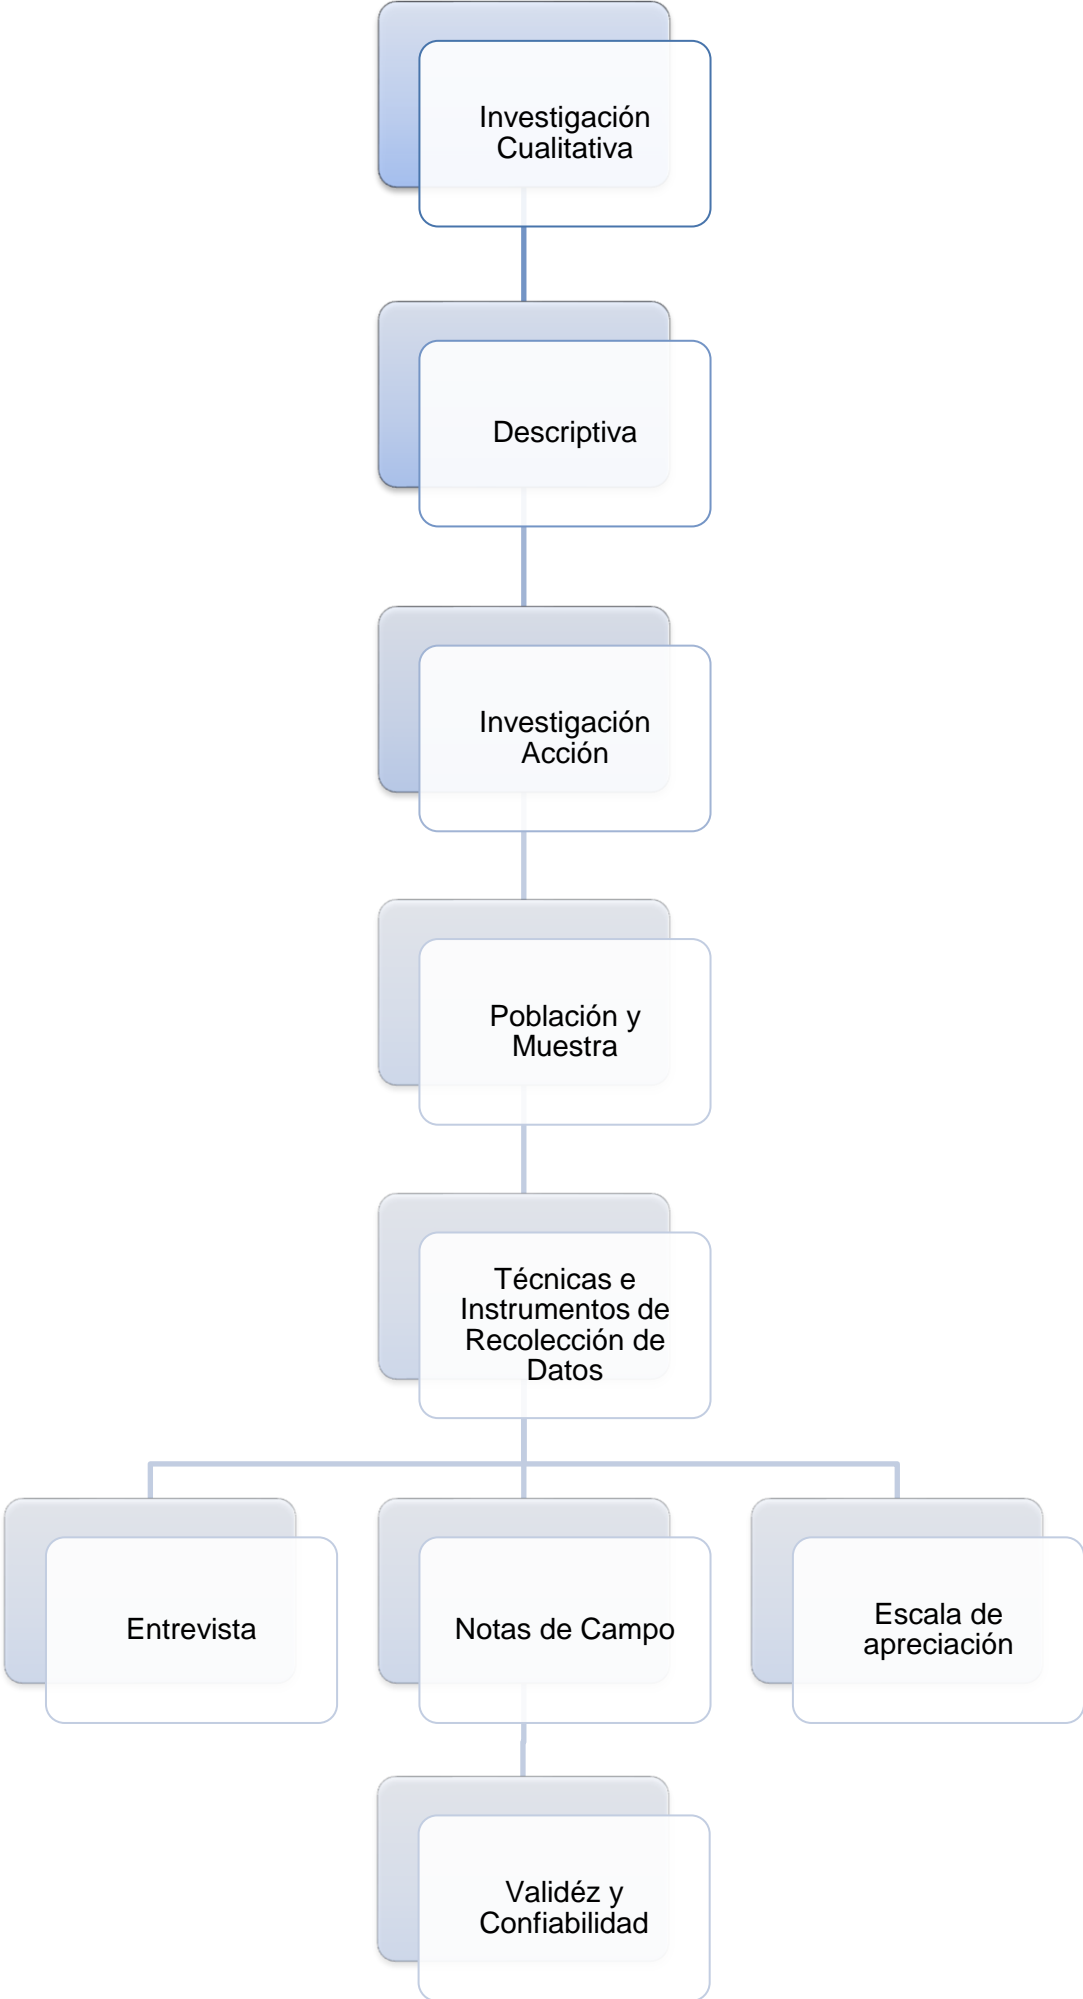 Investigación
Cualitativa
Descriptiva
Investigación
Acción
Población y
Muestra
Técnicas e
Instrumentos de
Recolección de
Datos
Entrevista
Notas de Campo
Escala de
apreciación
Validéz y
Confiabilidad